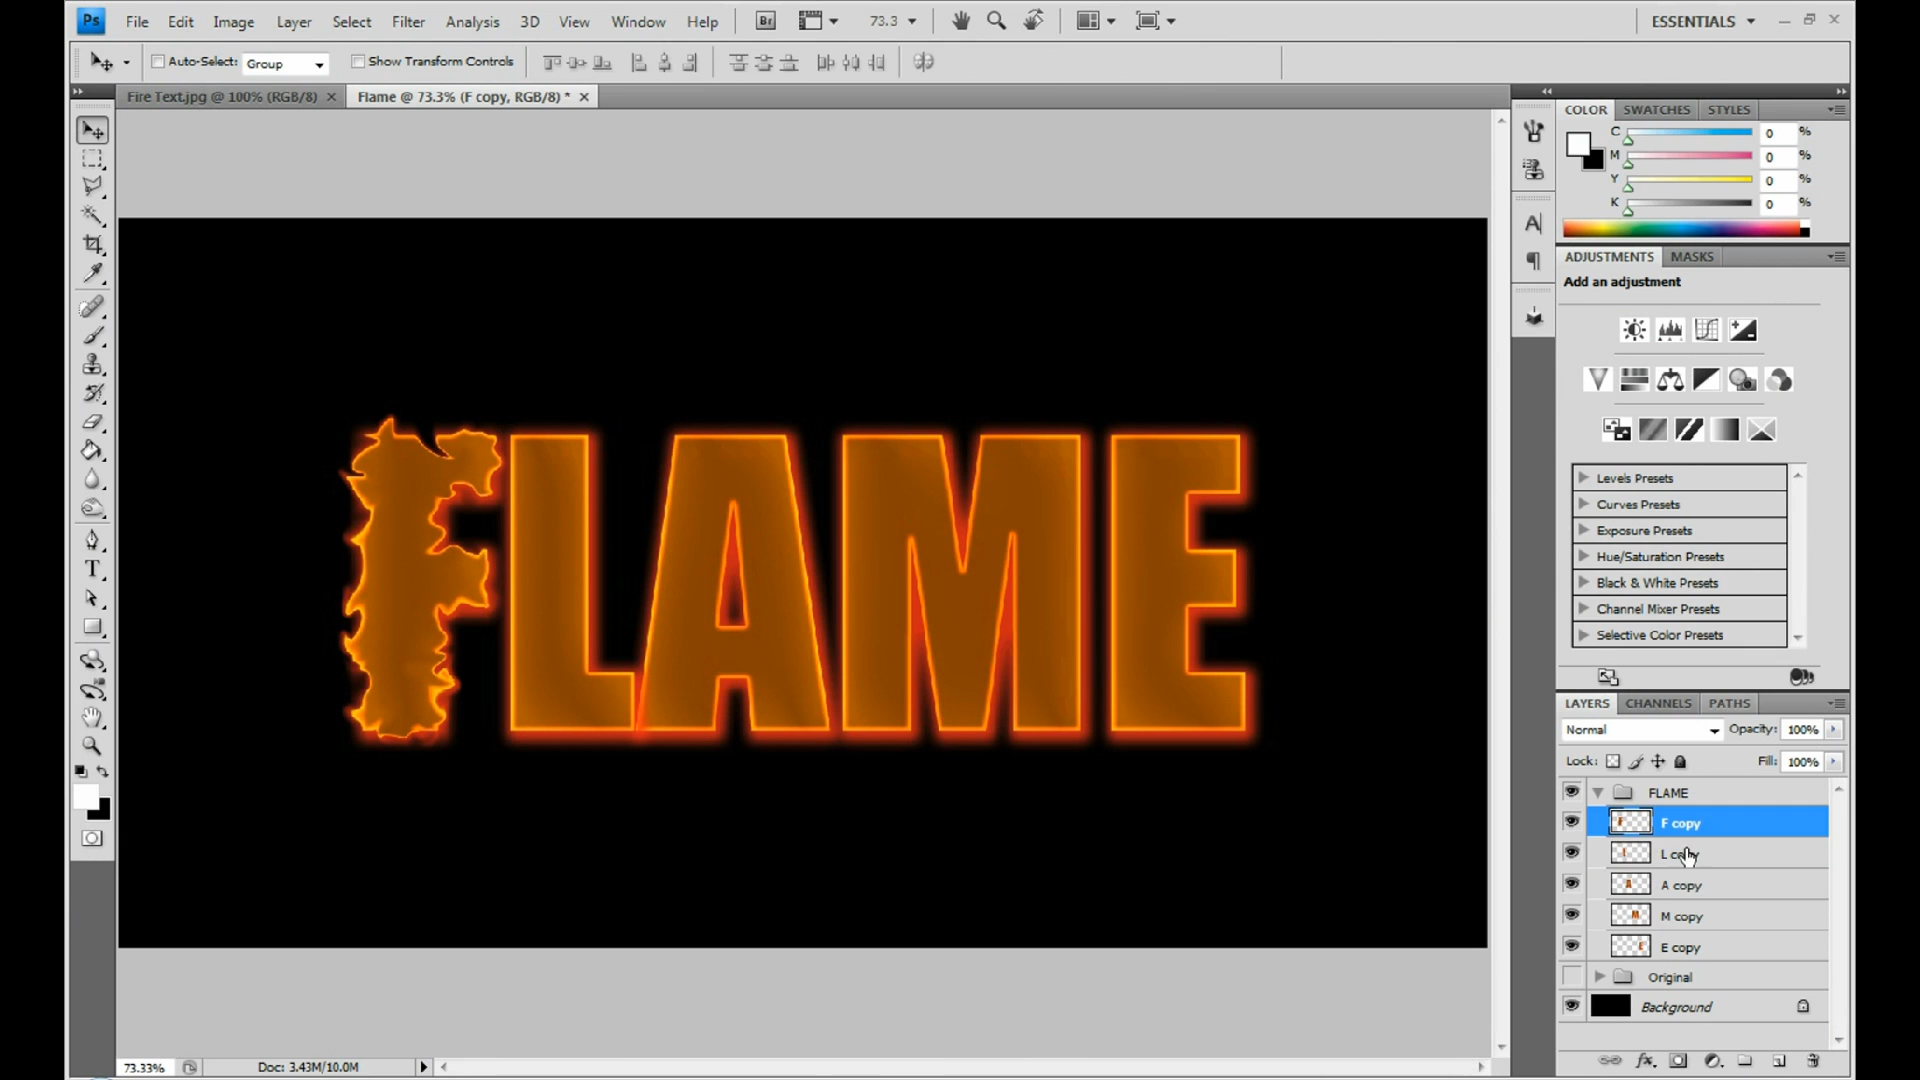 Ps File Edit Image Layer Select Filter Analysis 3D View Window Help Br 73.3 ESSENTIALS
Auto-Select: Group Show Transform Controls
Fire Text.jpg @ 100% (RGB/8) Flame @ 73.3% (F copy, RGB/8) *
COLOR SWATCHES STYLES
C 0 %
M 0 %
Y 0 %
K 0 %
ADJUSTMENTS MASKS
Add an adjustment
FLAME
Levels Presets
Curves Presets
Exposure Presets
Hue/Saturation Presets
Black & White Presets
Channel Mixer Presets
Selective Color Presets
LAYERS CHANNELS PATHS
Normal Opacity: 100%
Lock: Fill: 100%
FLAME
F copy
L copy
A copy
M copy
E copy
Original
Background
73.33% Doc: 3.43M/10.0M